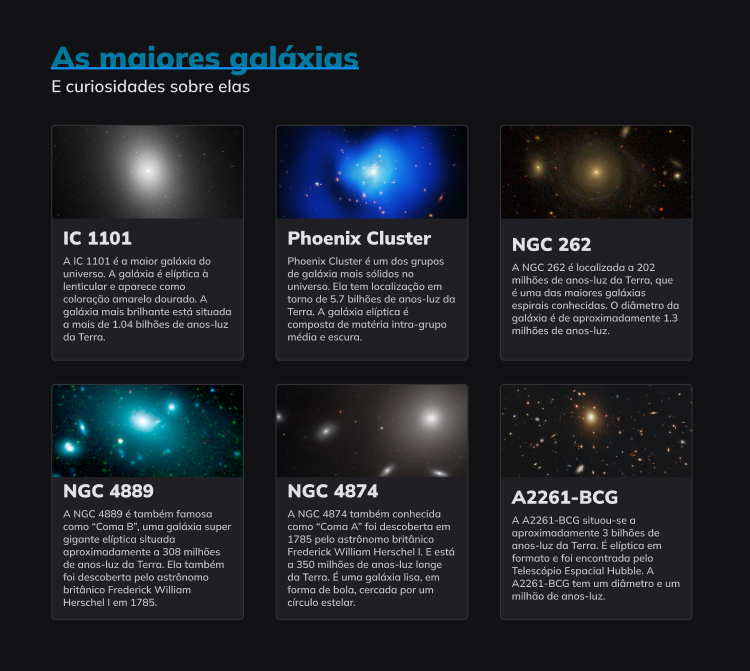 As maiores galáxias
E curiosidades sobre elas
IC 1101
A IC 1101 é a maior galáxia do
universo. A galáxia é elíptica à
lenticular e aparece como
coloração amarelo dourado. A
galáxia mais brilhante está situada
a mais de 1.04 bilhões de anos-luz
da Terra.
Phoenix Cluster
Phoenix Cluster é um dos grupos
de galáxia mais sólidos no
universo. Ela tem localização em
torno de 5.7 bilhões de anos-luz da
Terra. A galáxia elíptica é
composta de matéria intra-grupo
média e escura.
NGC 262
A NGC 262 é localizada a 202
milhões de anos-luz da Terra, que
é uma das maiores galáxias
espirais conhecidas. O diâmetro da
galáxia é de aproximadamente 1.3
milhões de anos-luz.
NGC 4889
A NGC 4889 é também famosa
como “Coma B”, uma galáxia super
gigante elíptica situada
aproximadamente a 308 milhões
de anos-luz da Terra. Ela também
foi descoberta pelo astrônomo
britânico Frederick William
Herschel I em 1785.
NGC 4874
A NGC 4874 também conhecida
como “Coma A” foi descoberta em
1785 pelo astrônomo britânico
Frederick William Herschel I. E está
a 350 milhões de anos-luz longe
da Terra. É uma galáxia lisa, em
forma de bola, cercada por um
círculo estelar.
A2261-BCG
A A2261-BCG situou-se a
aproximadamente 3 bilhões de
anos-luz da Terra. É elíptica em
formato e foi encontrada pelo
Telescópio Espacial Hubble. A
A2261-BCG tem um diâmetro e um
milhão de anos-luz.